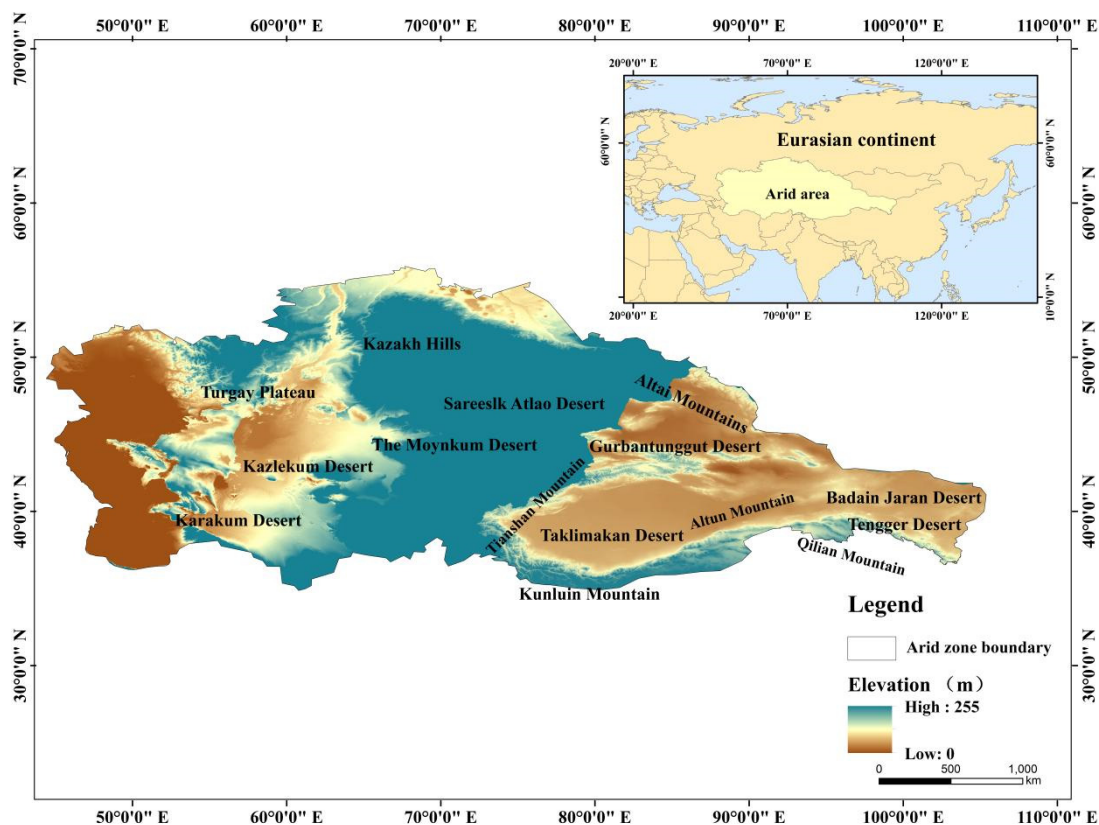 50°0'0" E 60°0'0" E 70°0'0" E 80°0'0" E 90°0'0" E 100°0'0" E 110°0'0" E
70°0'0" N
60°0'0" N
50°0'0" N
40°0'0" N
30°0'0" N
20°0'0" E 70°0'0" E 120°0'0" E
60°0'0" N
60°0'0" N
Eurasian continent
Arid area
10°0'0" N
20°0'0" E 70°0'0" E 120°0'0" E
70°0'0" N
60°0'0" N
50°0'0" N
40°0'0" N
30°0'0" N
Kazakh Hills
Turgay Plateau
Sareeslk Atlao Desert
Altai Mountains
The Moynkum Desert
Gurbantunggut Desert
Kazlekum Desert
Tianshan Mountain
Badain Jaran Desert
Altun Mountain
Karakum Desert
Taklimakan Desert
Tengger Desert
Qilian Mountain
Kunluin Mountain
Legend
Arid zone boundary
Elevation （m）
High : 255
Low: 0
0 500 1,000
km
50°0'0" E 60°0'0" E 70°0'0" E 80°0'0" E 90°0'0" E 100°0'0" E 110°0'0" E